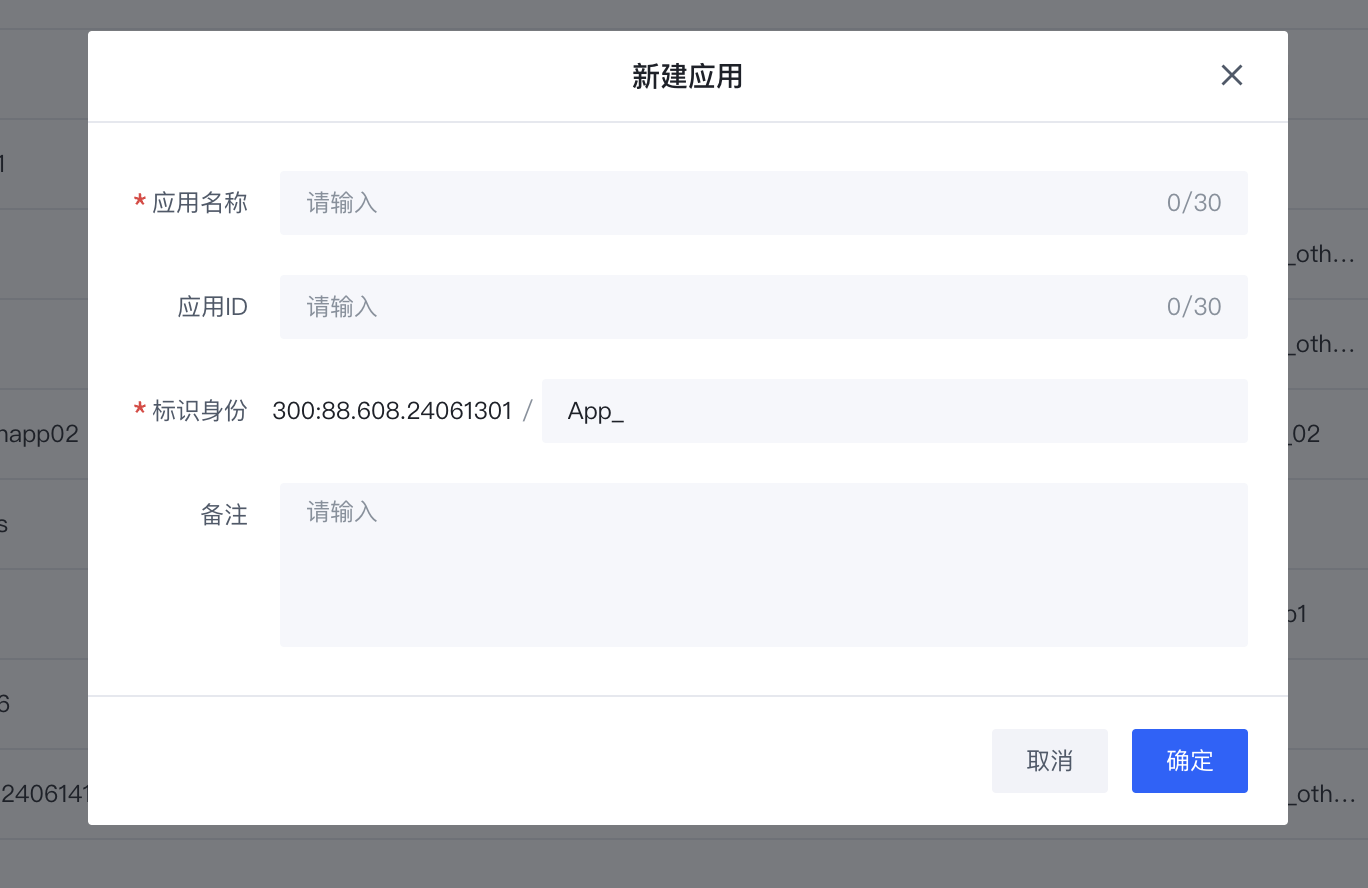 新建应用
1
* 应用名称 请输入 0/30
_oth...
应用ID 请输入 0/30
_oth...
* 标识身份 300:88.608.24061301 / App_
napp02
_02
备注 请输入
s
p1
6
取消 确定
2406141
_oth...